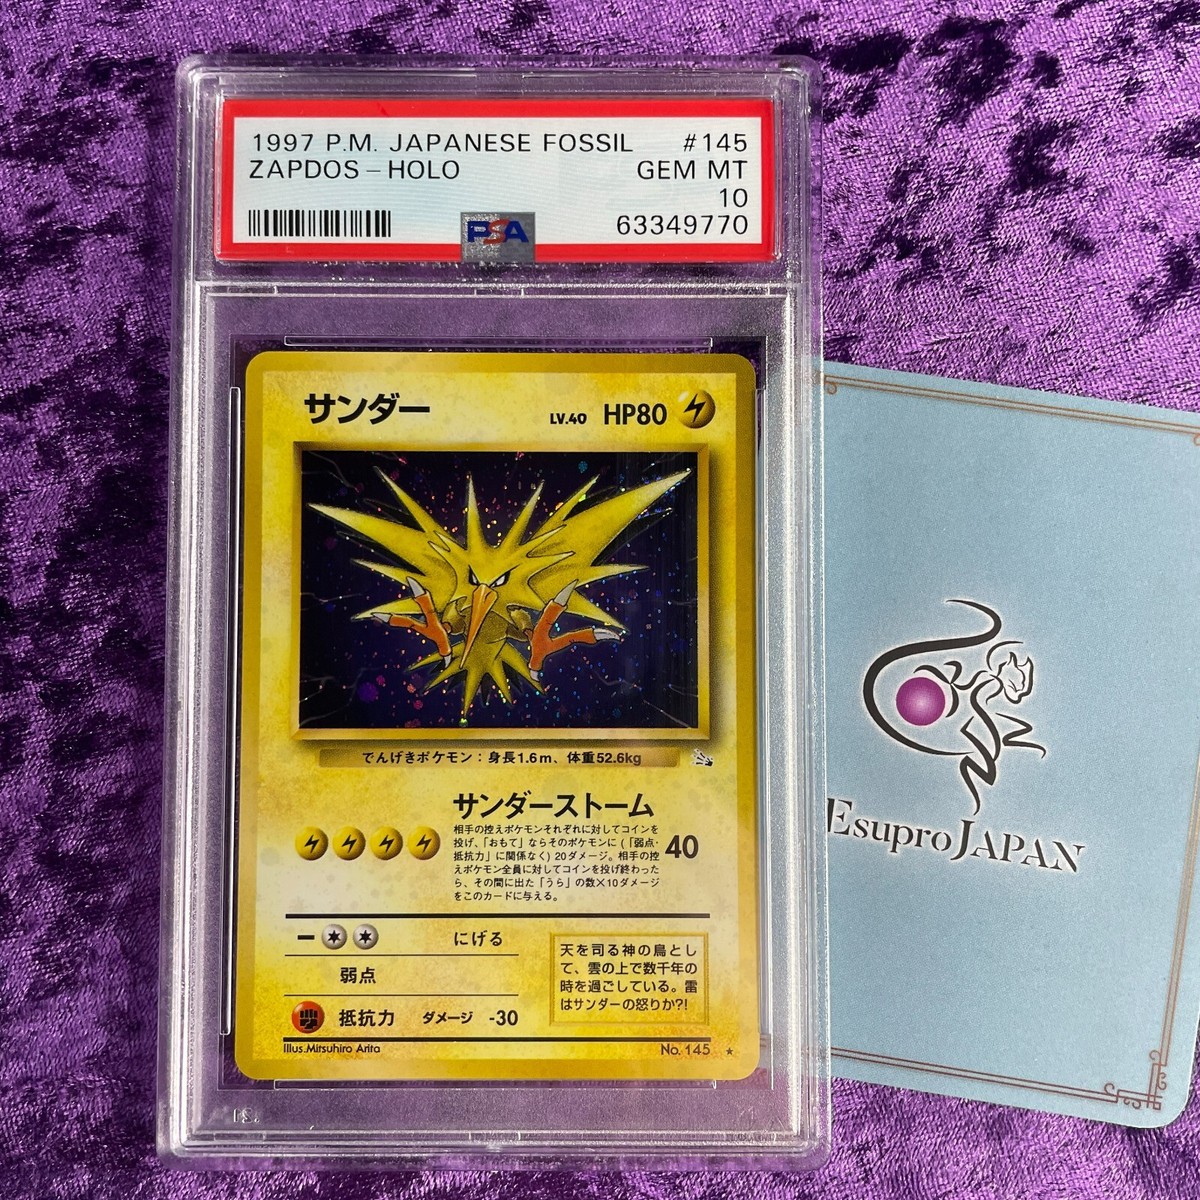 1997 P.M. JAPANESE FOSSIL #145
ZAPDOS - HOLO GEM MT
10
63349770
PSA
サンダー LV.40 HP80
でんげきポケモン：身長1.6m、体重52.6kg
サンダーストーム
相手の控えポケモンそれぞれに対してコインを
投げ、「おもて」ならそのポケモンに（「弱点・
抵抗力」に関係なく）20ダメージ。相手の控
えポケモン全員に対してコインを投げ終わった
ら、その間に出た「うら」の数×10ダメージ
をこのカードに与える。
40
にげる
弱点
抵抗力 ダメージ -30
天を司る神の鳥とし
て、雲の上で数千年の
時を過ごしている。雷
はサンダーの怒りか?!
Illus.Mitsuhiro Arita No. 145
EsuproJAPAN